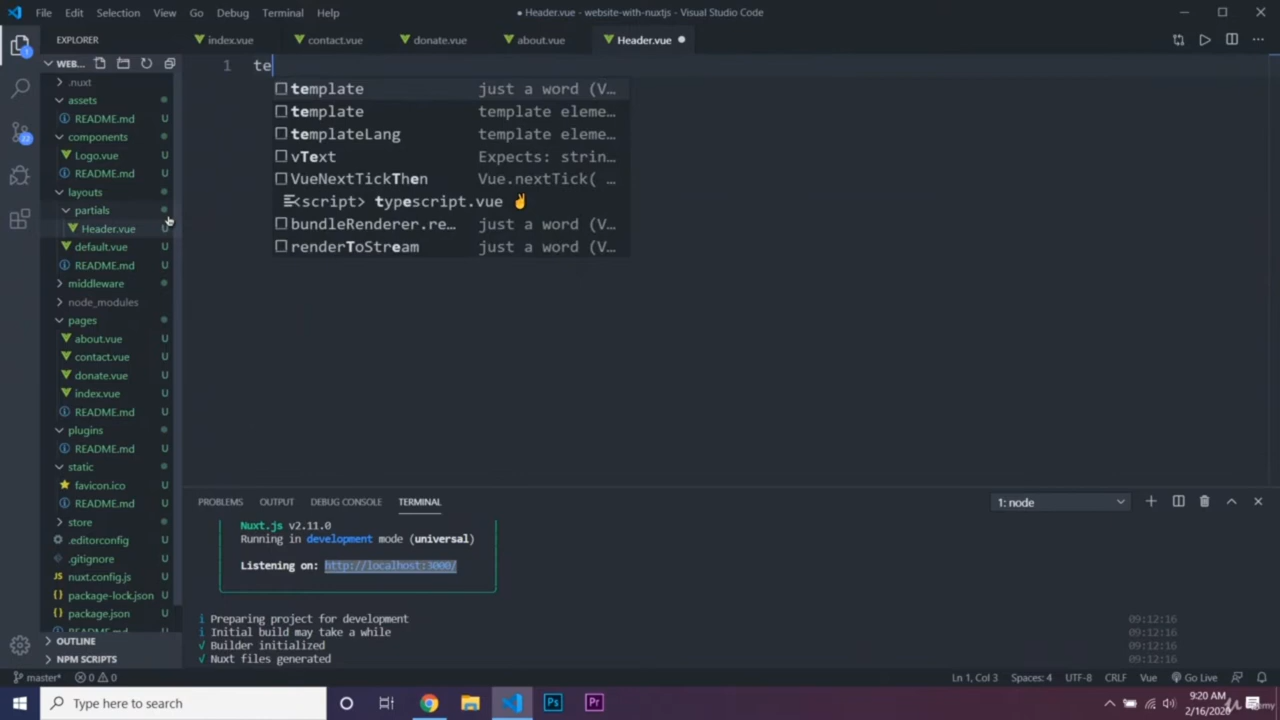 File Edit Selection View Go Debug Terminal Help
● Header.vue - website-with-nuxtjs - Visual Studio Code
EXPLORER
index.vue contact.vue donate.vue about.vue Header.vue ●
1
WEB...
.nuxt
assets
README.md U
components
Logo.vue U
README.md U
layouts
partials
Header.vue U
default.vue U
README.md U
middleware
node_modules
pages
about.vue U
contact.vue U
donate.vue U
index.vue U
README.md U
plugins
README.md U
static
favicon.ico U
README.md U
store
.editorconfig U
.gitignore U
nuxt.config.js U
package-lock.json U
package.json U
OUTLINE
NPM SCRIPTS
22
1 te
template just a word (V...
template template eleme...
templateLang template eleme...
vText Expects: strin...
VueNextTickThen Vue.nextTick( ...
<script> typescript.vue ✌
bundleRenderer.re... just a word (V...
renderToStream just a word (V...
PROBLEMS OUTPUT DEBUG CONSOLE TERMINAL 1: node
Nuxt.js v2.11.0
Running in development mode (universal)
Listening on: http://localhost:3000/
i Preparing project for development 09:12:16
i Initial build may take a while 09:12:16
√ Builder initialized 09:12:16
√ Nuxt files generated 09:12:16
master* 0 0 Ln 1, Col 3 Spaces: 4 UTF-8 CRLF Vue Go Live
Type here to search
Ps Pr
9:20 AM
2/16/2020